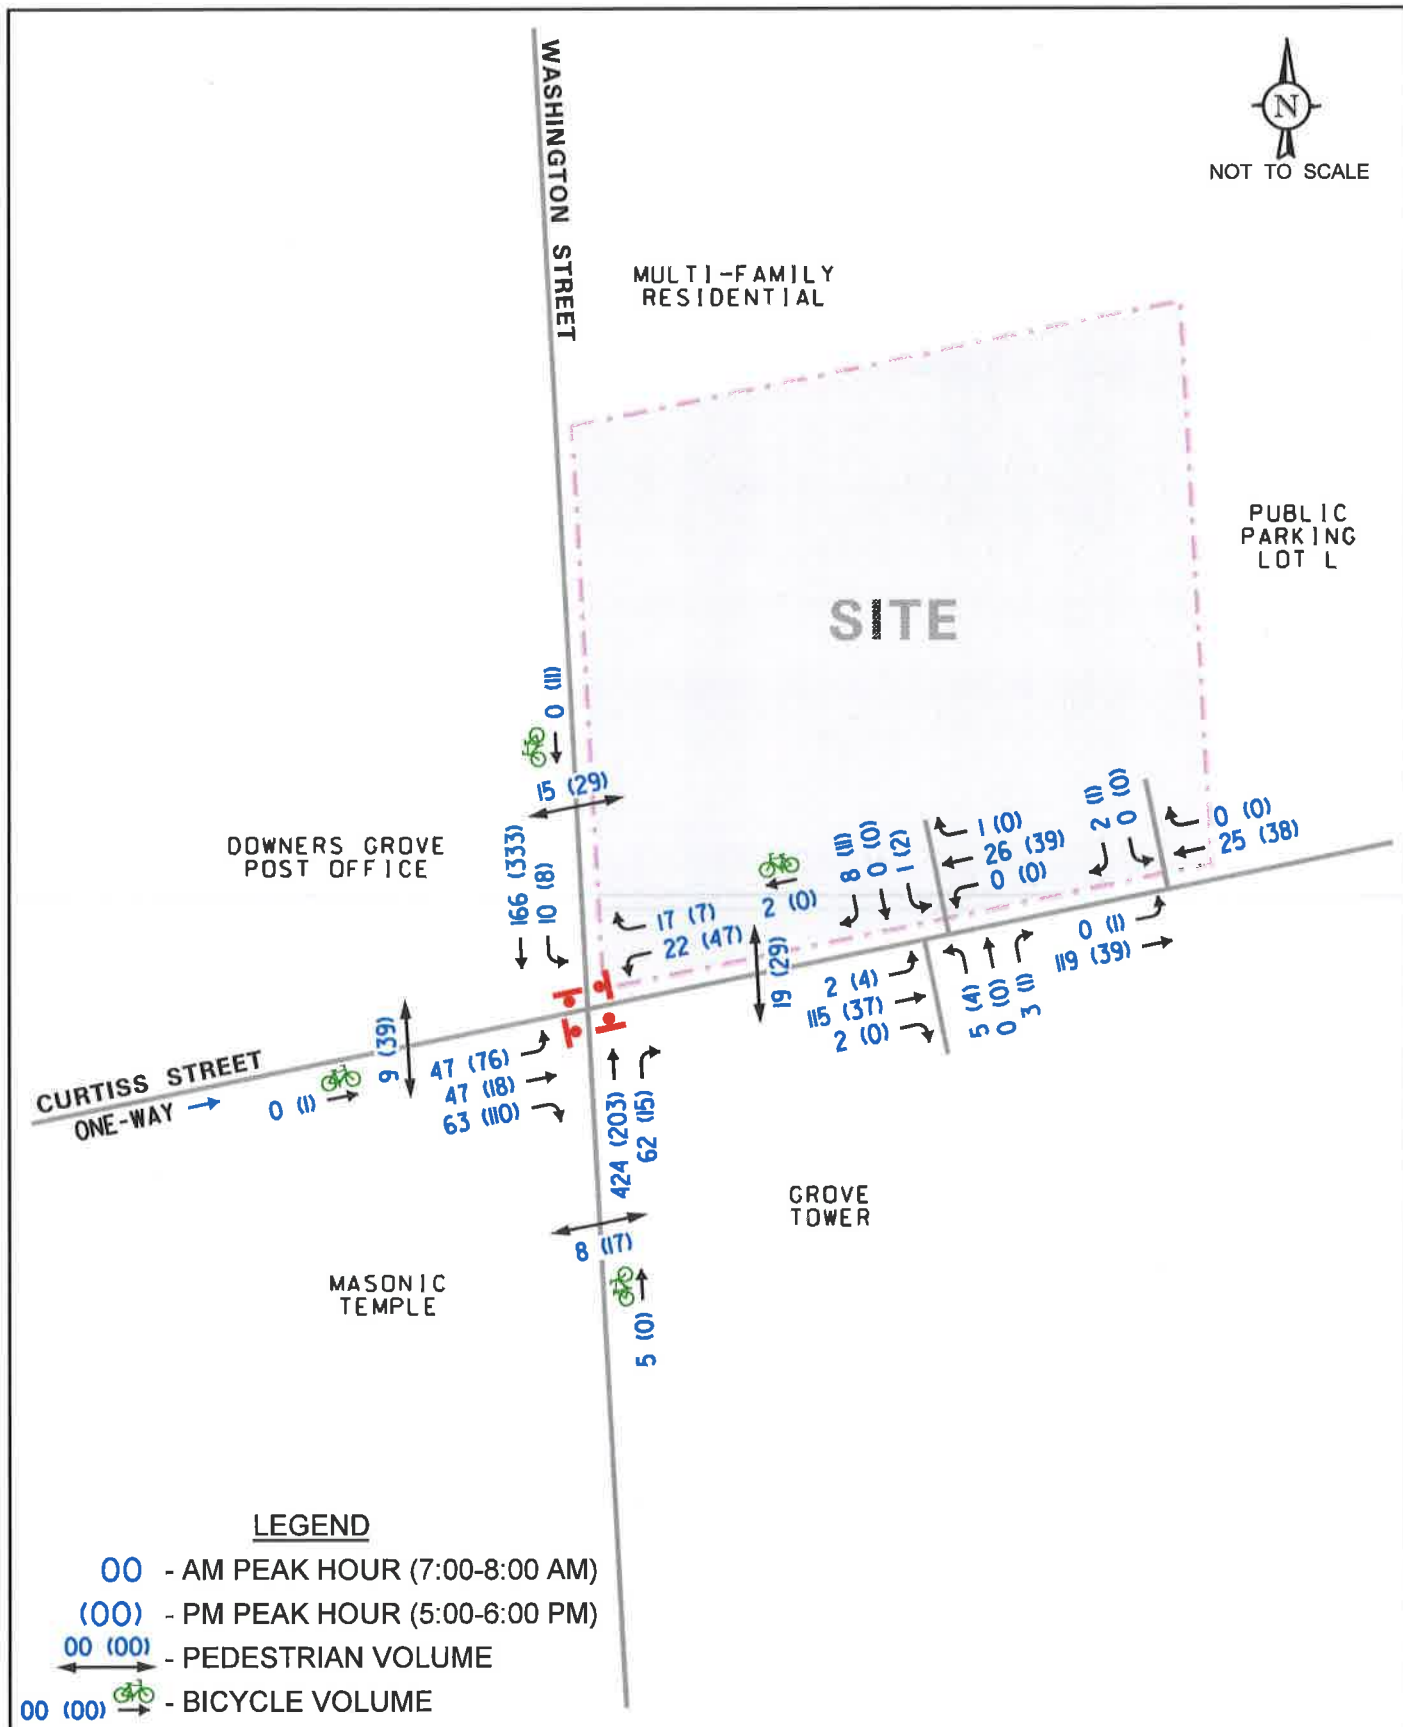 WASHINGTON STREET
N
NOT TO SCALE
MULTI-FAMILY
RESIDENTIAL
PUBLIC
PARKING
LOT L
SITE
0 (11)
15 (29)
DOWNERS GROVE
POST OFFICE
166 (333)
10 (8)
17 (7)
22 (47)
2 (0)
19 (29)
8 (11)
0 (0)
1 (2)
1 (0)
26 (39)
0 (0)
2 (1)
0 (0)
0 (0)
25 (38)
2 (4)
115 (37)
2 (0)
5 (4)
0 (0)
3 (1)
0 (1)
119 (39)
CURTISS STREET
ONE-WAY
0 (1)
9 (39)
47 (76)
47 (18)
63 (110)
424 (203)
62 (15)
8 (17)
5 (0)
GROVE
TOWER
MASONIC
TEMPLE
LEGEND
00 - AM PEAK HOUR (7:00-8:00 AM)
(00) - PM PEAK HOUR (5:00-6:00 PM)
00 (00) - PEDESTRIAN VOLUME
00 (00) - BICYCLE VOLUME